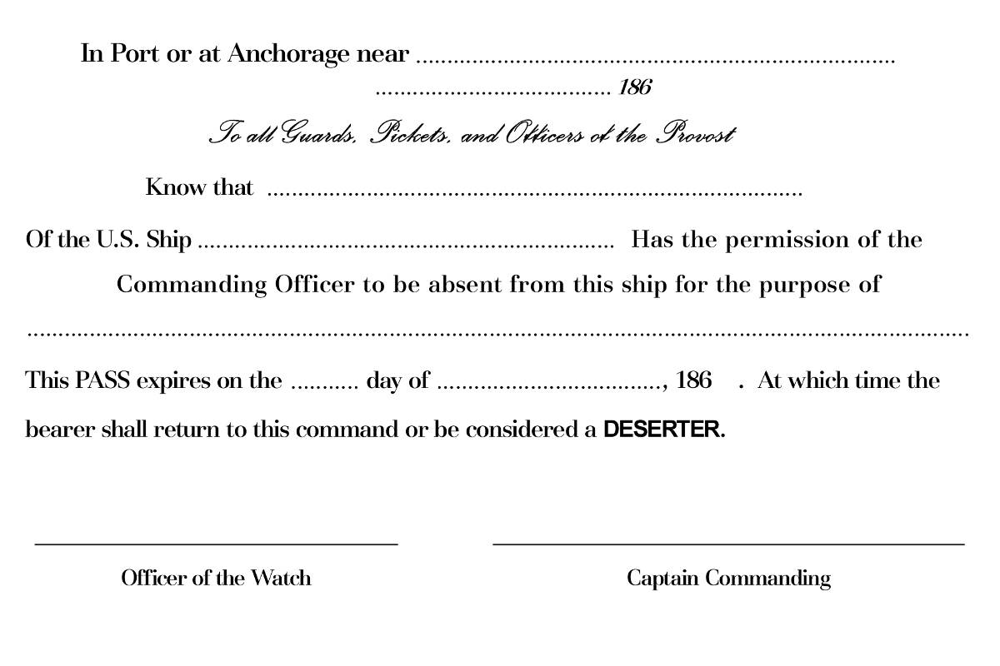 In Port or at Anchorage near ............................................................................
...................................... 186
To all Guards, Pickets, and Officers of the Provost
Know that .....................................................................................
Of the U.S. Ship .................................................................. Has the permission of the
Commanding Officer to be absent from this ship for the purpose of
......................................................................................................................................................
This PASS expires on the ........... day of ...................................., 186 . At which time the
bearer shall return to this command or be considered a DESERTER.
Officer of the Watch Captain Commanding